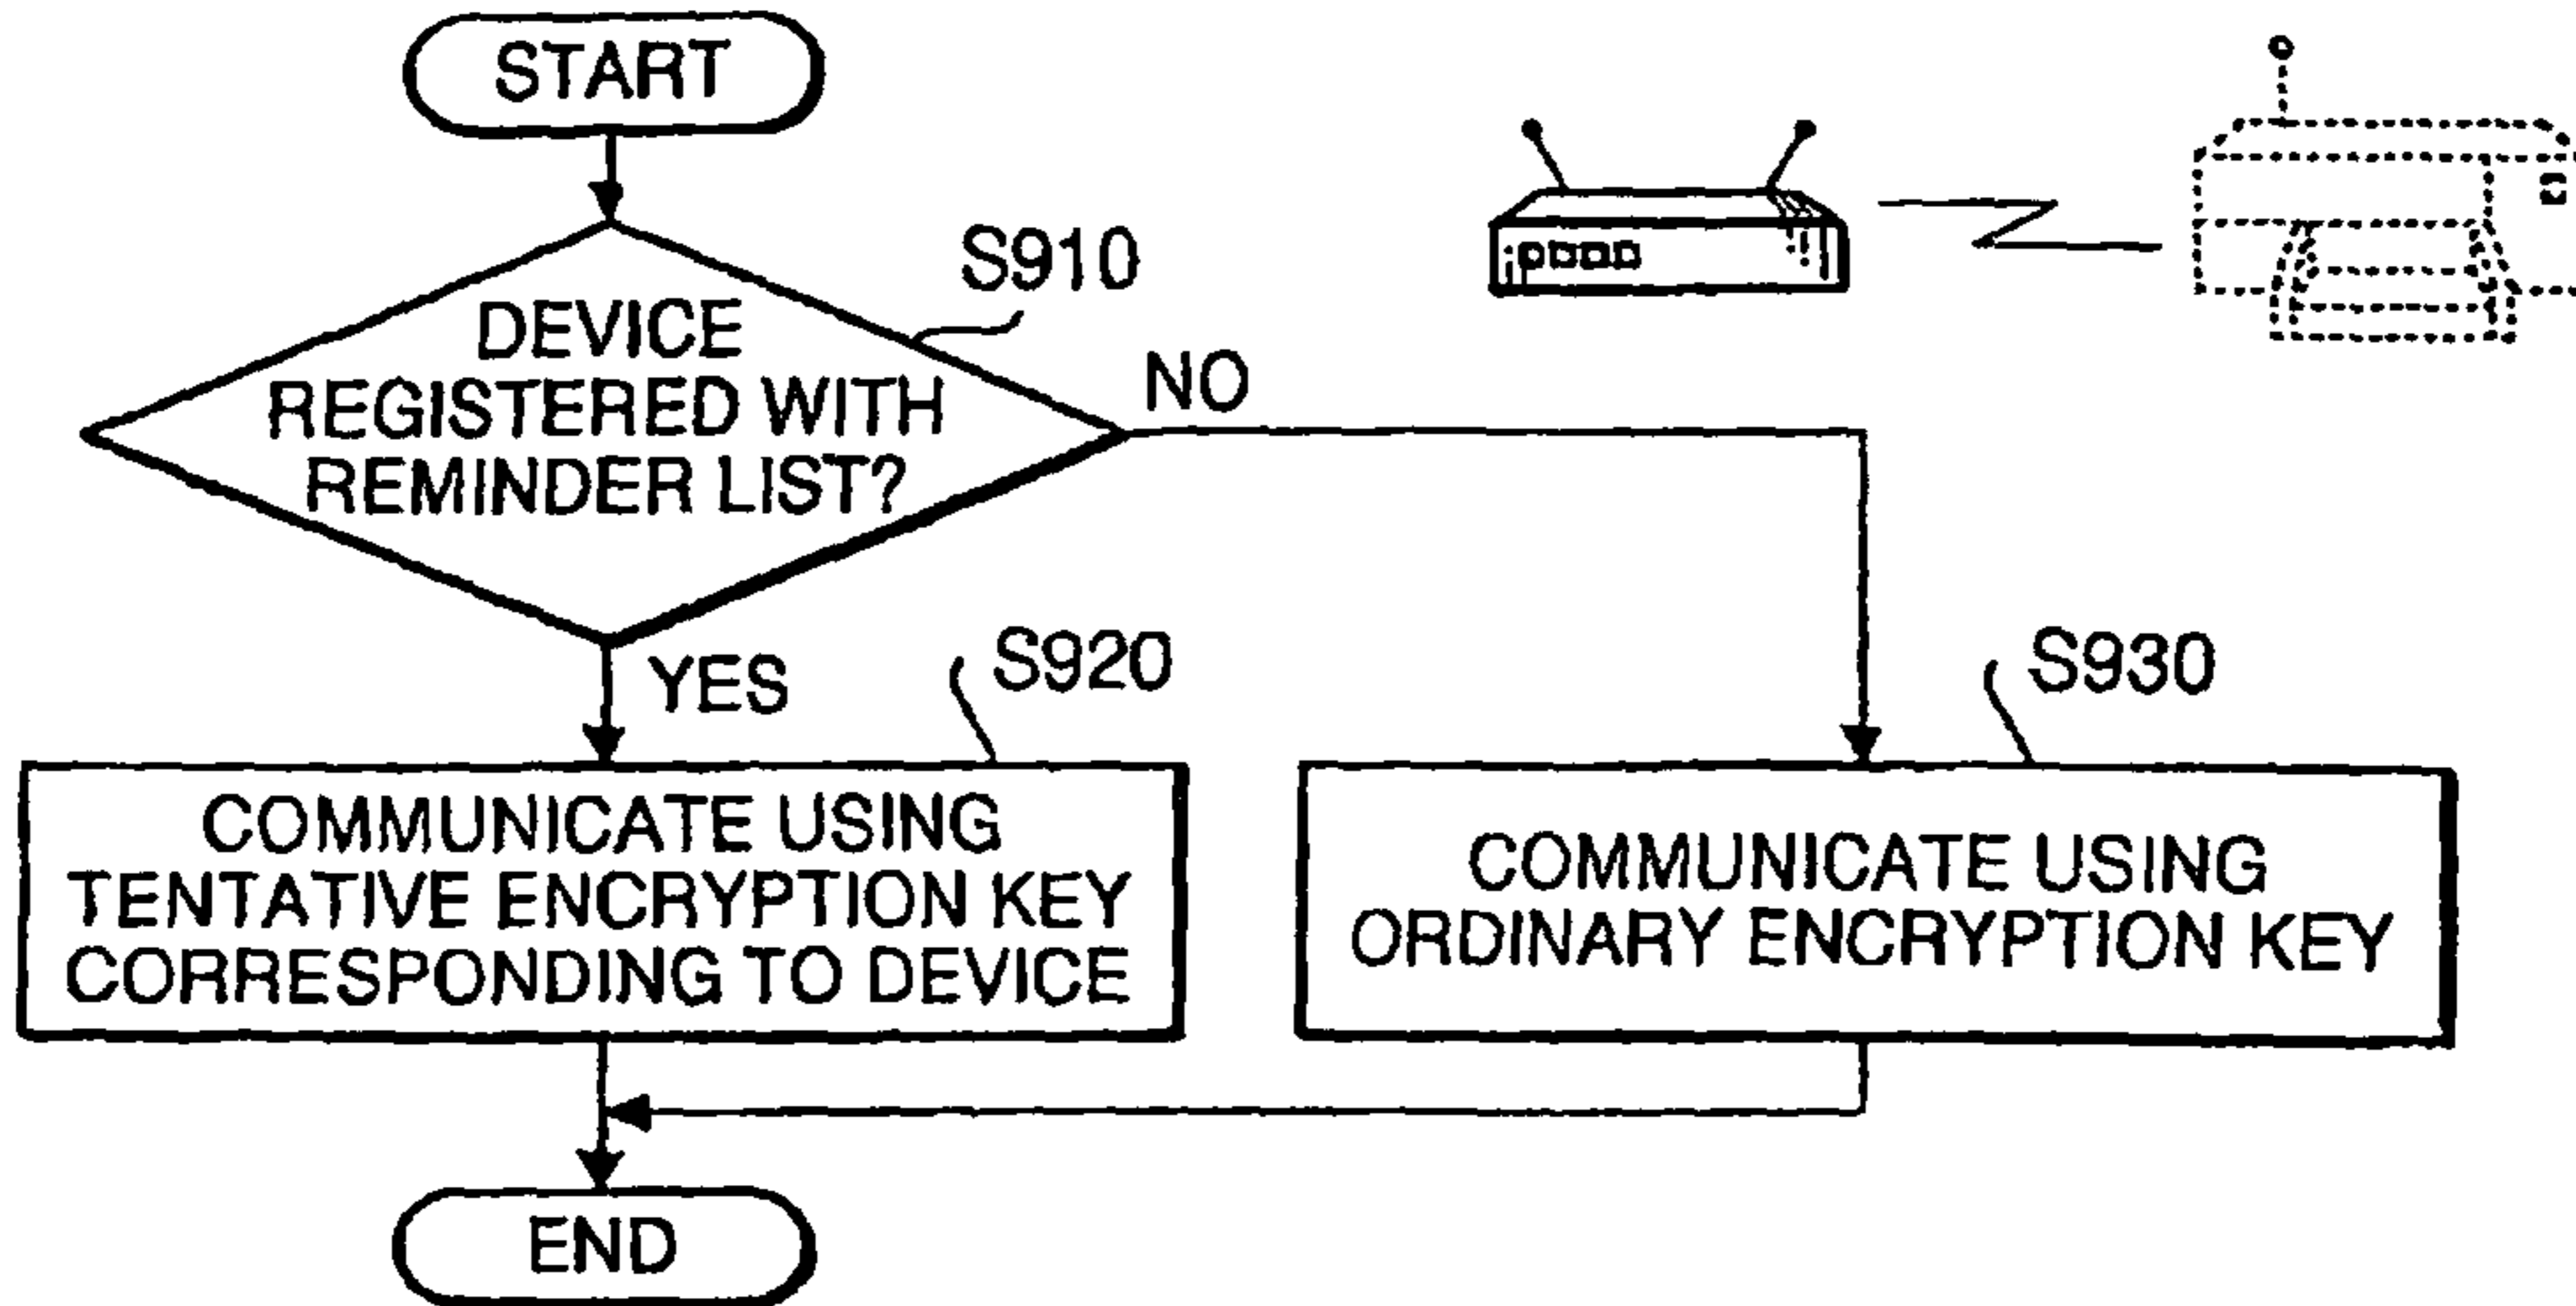 START
S910
DEVICE
REGISTERED WITH
REMINDER LIST?
NO
YES
S920
S930
COMMUNICATE USING
TENTATIVE ENCRYPTION KEY
CORRESPONDING TO DEVICE
COMMUNICATE USING
ORDINARY ENCRYPTION KEY
END